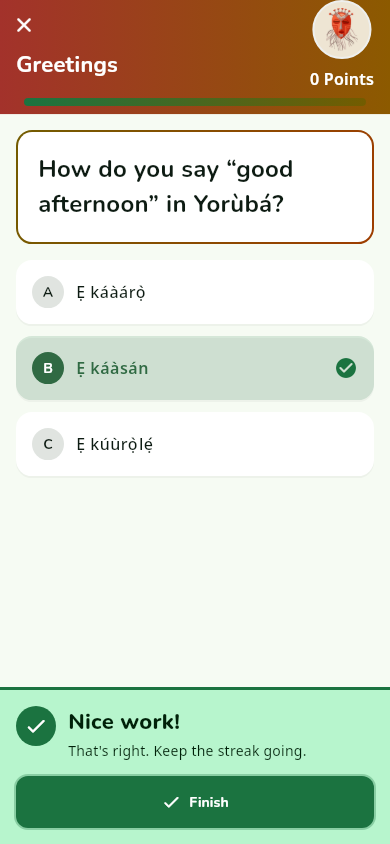 Greetings
0 Points
How do you say “good
afternoon” in Yorùbá?
A Ẹ káàárọ̀
B Ẹ káàsán
C Ẹ kúùrọ̀lẹ́
Nice work!
That's right. Keep the streak going.
Finish